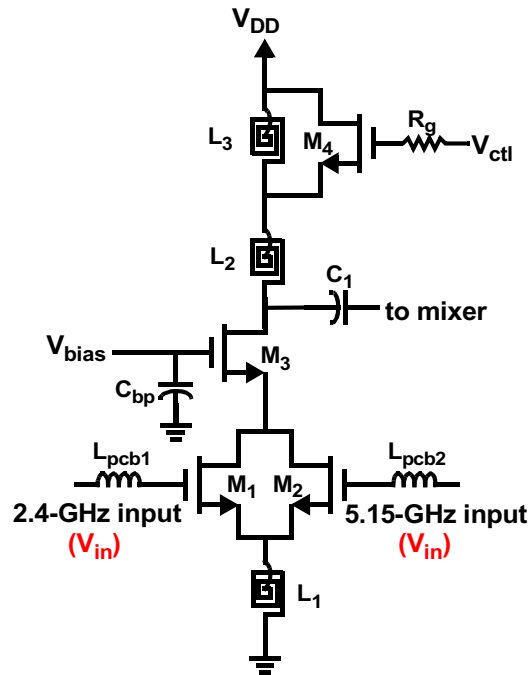 V_DD
L_3
M_4
R_g
V_ctl
L_2
C_1
to mixer
V_bias
M_3
C_bp
L_pcb1
M_1
M_2
L_pcb2
2.4-GHz input
(V_in)
5.15-GHz input
(V_in)
L_1